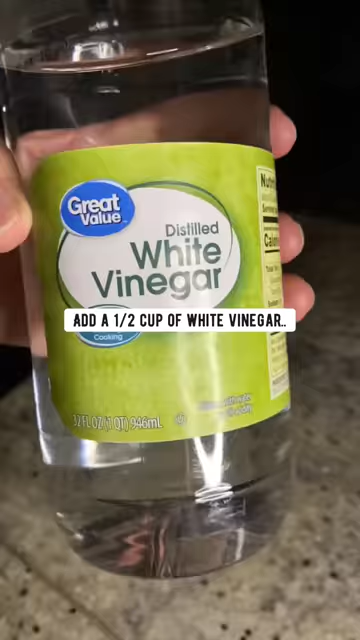 Great
Value
Distilled
White
Vinegar
ADD A 1/2 CUP OF WHITE VINEGAR..
Cooking
32 FL OZ (1 QT) 946mL